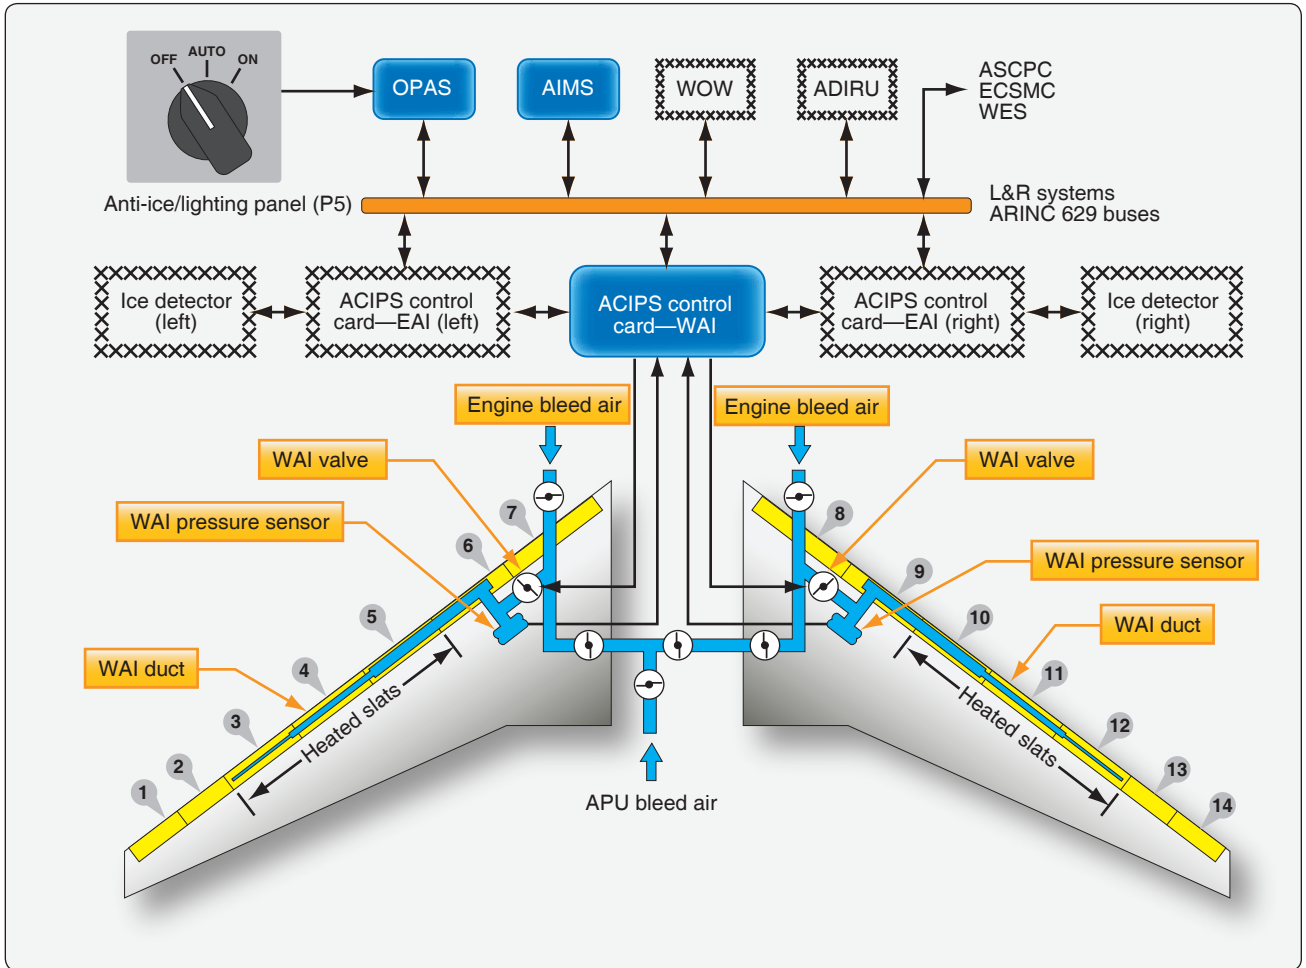 OFF
AUTO
ON
OPAS
AIMS
WOW
ADIRU
ASCPC
ECSMC
WES
Anti-ice/lighting panel (P5)
L&R systems
ARINC 629 buses
Ice detector
(left)
ACIPS control
card—EAI (left)
ACIPS control
card—WAI
ACIPS control
card—EAI (right)
Ice detector
(right)
Engine bleed air
Engine bleed air
WAI valve
WAI valve
WAI pressure sensor
WAI pressure sensor
WAI duct
WAI duct
7
6
5
4
3
2
1
8
9
10
11
12
13
14
Heated slats
Heated slats
APU bleed air